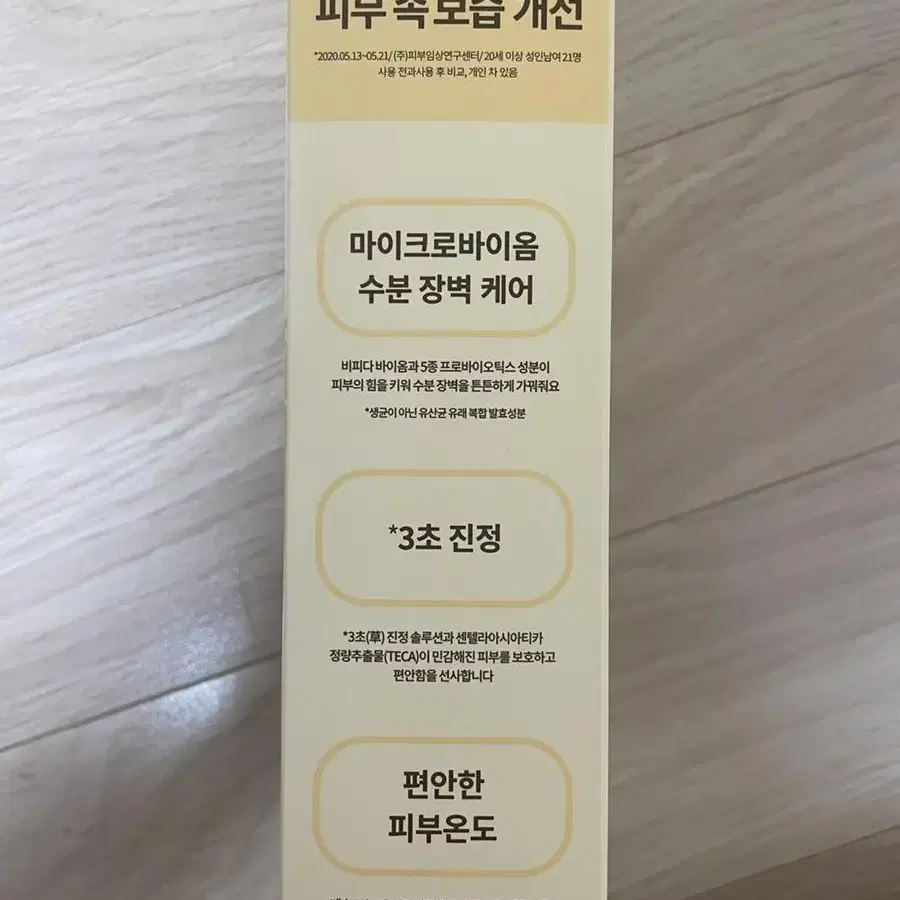 피부 속 보습 개선
*2020.05.13~05.21/ (주)피부임상연구센터/ 20세 이상 성인남여 21명
사용 전과사용 후 비교, 개인 차 있음
마이크로바이옴
수분 장벽 케어
비피다 바이옴과 5종 프로바이오틱스 성분이
피부의 힘을 키워 수분 장벽을 튼튼하게 가꿔줘요
*생균이 아닌 유산균 유래 복합 발효성분
*3초 진정
*3초(草) 진정 솔루션과 센텔라아시아티카
정량추출물(TECA)이 민감해진 피부를 보호하고
편안함을 선사합니다
편안한
피부온도